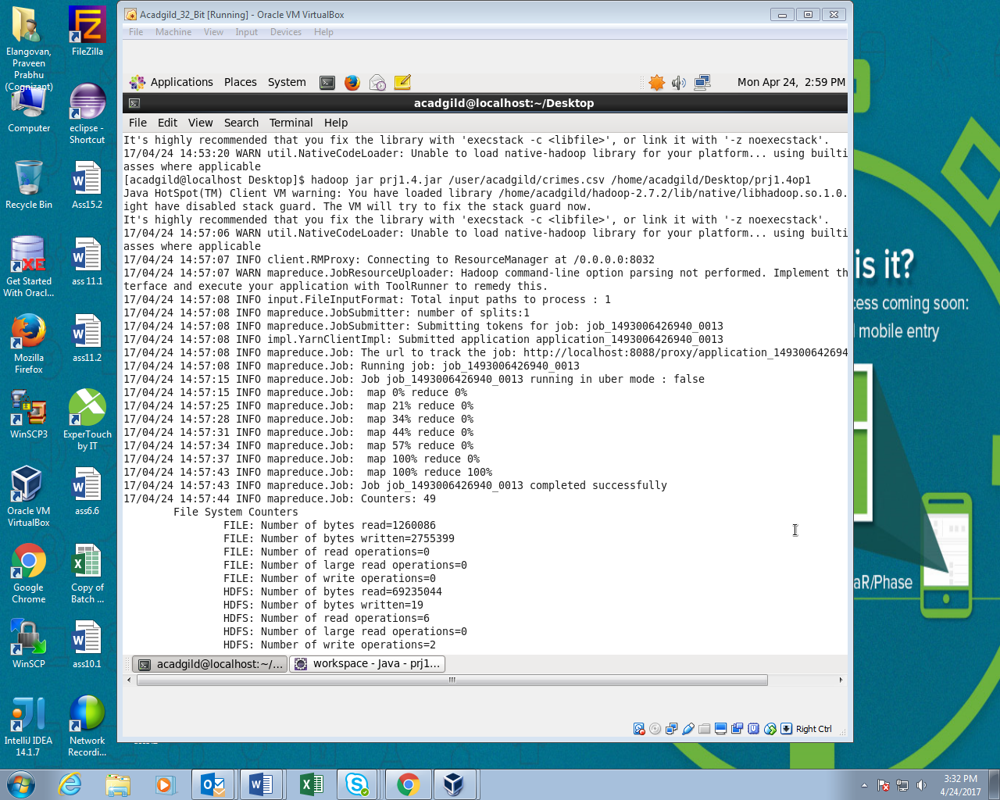 Acadgild_32_Bit [Running] - Oracle VM VirtualBox
File Machine View Input Devices Help
Applications Places System Mon Apr 24, 2:59 PM
acadgild@localhost:~/Desktop
File Edit View Search Terminal Help
It's highly recommended that you fix the library with 'execstack -c <libfile>', or link it with '-z noexecstack'.
17/04/24 14:53:20 WARN util.NativeCodeLoader: Unable to load native-hadoop library for your platform... using builti
asses where applicable
[acadgild@localhost Desktop]$ hadoop jar prj1.4.jar /user/acadgild/crimes.csv /home/acadgild/Desktop/prj1.4op1
Java HotSpot(TM) Client VM warning: You have loaded library /home/acadgild/hadoop-2.7.2/lib/native/libhadoop.so.1.0.
ight have disabled stack guard. The VM will try to fix the stack guard now.
It's highly recommended that you fix the library with 'execstack -c <libfile>', or link it with '-z noexecstack'.
17/04/24 14:57:06 WARN util.NativeCodeLoader: Unable to load native-hadoop library for your platform... using builti
asses where applicable
17/04/24 14:57:07 INFO client.RMProxy: Connecting to ResourceManager at /0.0.0.0:8032
17/04/24 14:57:07 WARN mapreduce.JobResourceUploader: Hadoop command-line option parsing not performed. Implement th
terface and execute your application with ToolRunner to remedy this.
17/04/24 14:57:08 INFO input.FileInputFormat: Total input paths to process : 1
17/04/24 14:57:08 INFO mapreduce.JobSubmitter: number of splits:1
17/04/24 14:57:08 INFO mapreduce.JobSubmitter: Submitting tokens for job: job_1493006426940_0013
17/04/24 14:57:08 INFO impl.YarnClientImpl: Submitted application application_1493006426940_0013
17/04/24 14:57:08 INFO mapreduce.Job: The url to track the job: http://localhost:8088/proxy/application_149300642694
17/04/24 14:57:08 INFO mapreduce.Job: Running job: job_1493006426940_0013
17/04/24 14:57:15 INFO mapreduce.Job: Job job_1493006426940_0013 running in uber mode : false
17/04/24 14:57:15 INFO mapreduce.Job:  map 0% reduce 0%
17/04/24 14:57:25 INFO mapreduce.Job:  map 21% reduce 0%
17/04/24 14:57:28 INFO mapreduce.Job:  map 34% reduce 0%
17/04/24 14:57:31 INFO mapreduce.Job:  map 44% reduce 0%
17/04/24 14:57:34 INFO mapreduce.Job:  map 57% reduce 0%
17/04/24 14:57:37 INFO mapreduce.Job:  map 100% reduce 0%
17/04/24 14:57:43 INFO mapreduce.Job:  map 100% reduce 100%
17/04/24 14:57:43 INFO mapreduce.Job: Job job_1493006426940_0013 completed successfully
17/04/24 14:57:44 INFO mapreduce.Job: Counters: 49
File System Counters
FILE: Number of bytes read=1260086
FILE: Number of bytes written=2755399
FILE: Number of read operations=0
FILE: Number of large read operations=0
FILE: Number of write operations=0
HDFS: Number of bytes read=69235044
HDFS: Number of bytes written=19
HDFS: Number of read operations=6
HDFS: Number of large read operations=0
HDFS: Number of write operations=2
acadgild@localhost:~/... workspace - Java - prj1...
Right Ctrl
Elangovan,
Praveen
Prabhu
(Cognizant)
FileZilla
Computer
eclipse -
Shortcut
Recycle Bin
Ass15.2
Get Started
With Oracl...
ass 11.1
Mozilla
Firefox
ass11.2
WinSCP3
ExperTouch
by IT
Oracle VM
VirtualBox
ass6.6
Google
Chrome
Copy of
Batch ...
WinSCP
ass10.1
IntelliJ IDEA
14.1.7
Network
Recordi...
is it?
cess coming soon:
mobile entry
aR/Phase
3:32 PM
4/24/2017